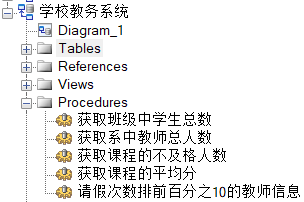 学校教务系统
Diagram_1
Tables
References
Views
Procedures
获取班级中学生总数
获取系中教师总人数
获取课程的不及格人数
获取课程的平均分
请假次数排前百分之10的教师信息